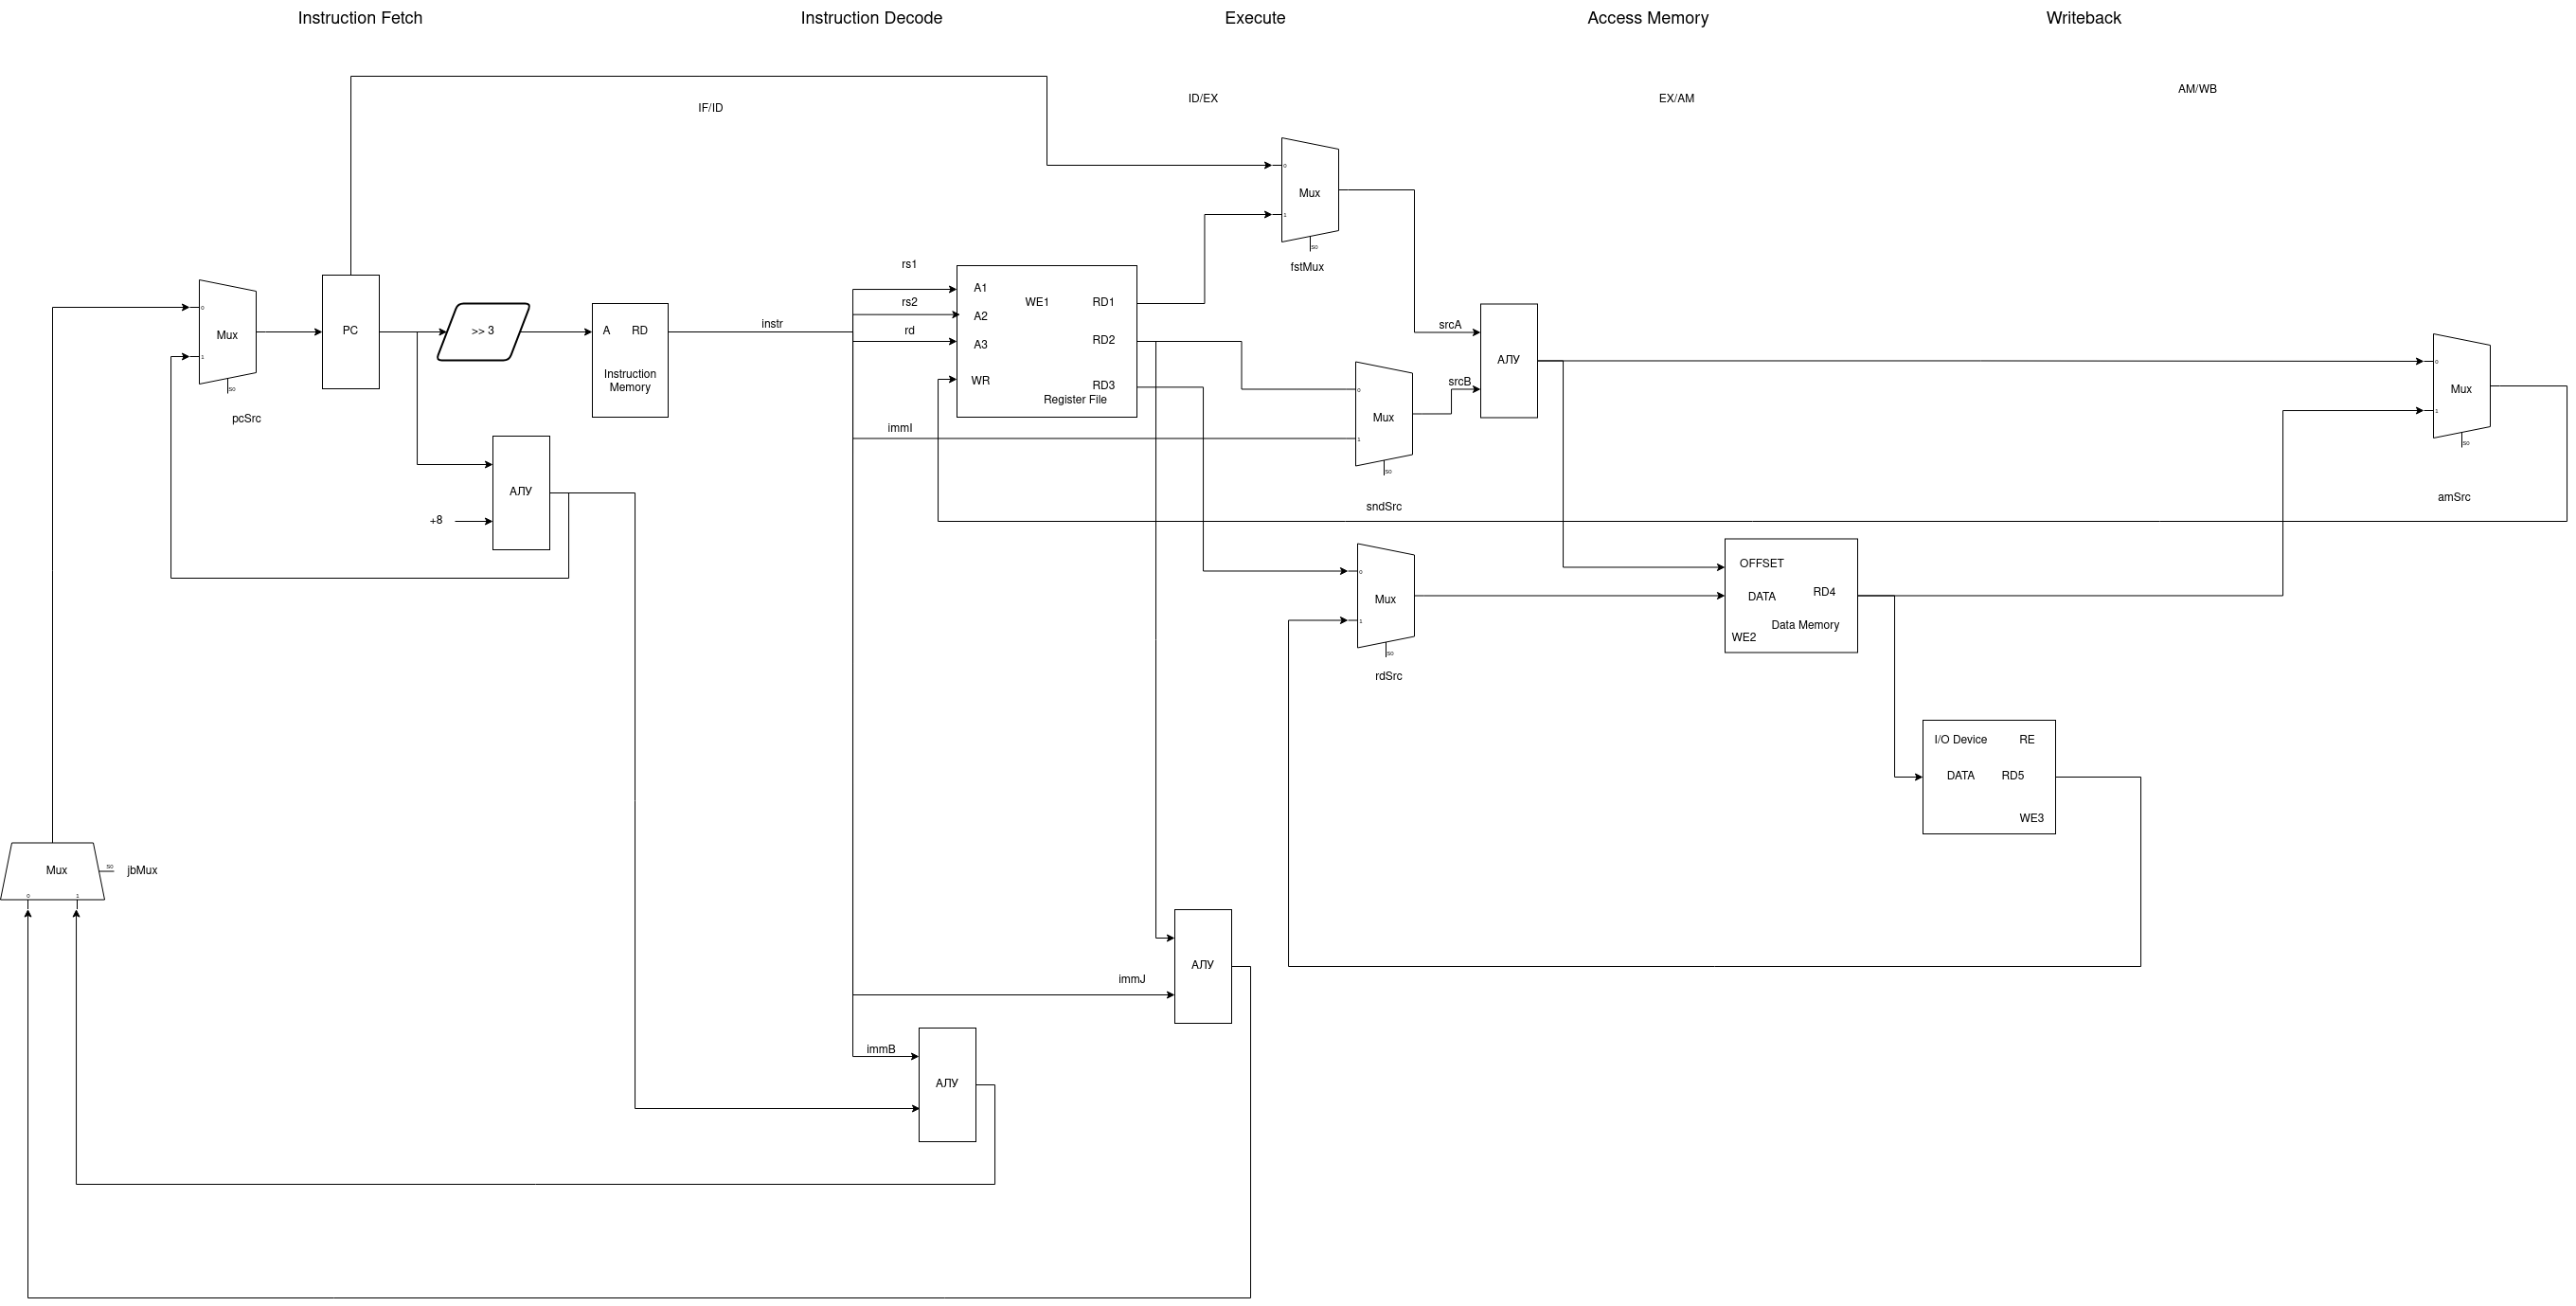 Instruction Fetch
Instruction Decode
Execute
Access Memory
Writeback
IF/ID
ID/EX
EX/AM
AM/WB
0
Mux
1
S0
fstMux
0
Mux
1
S0
pcSrc
PC
>> 3
A RD
Instruction
Memory
instr
rs1
rs2
rd
A1
A2
A3
WR
WE1
RD1
RD2
RD3
Register File
immI
0
Mux
1
S0
sndSrc
srcA
srcB
АЛУ
0
Mux
1
S0
amSrc
АЛУ
+8
0
Mux
1
S0
rdSrc
OFFSET
DATA
RD4
Data Memory
WE2
I/O Device RE
DATA RD5
WE3
Mux
0 1
S0
jbMux
АЛУ
immJ
immB
АЛУ